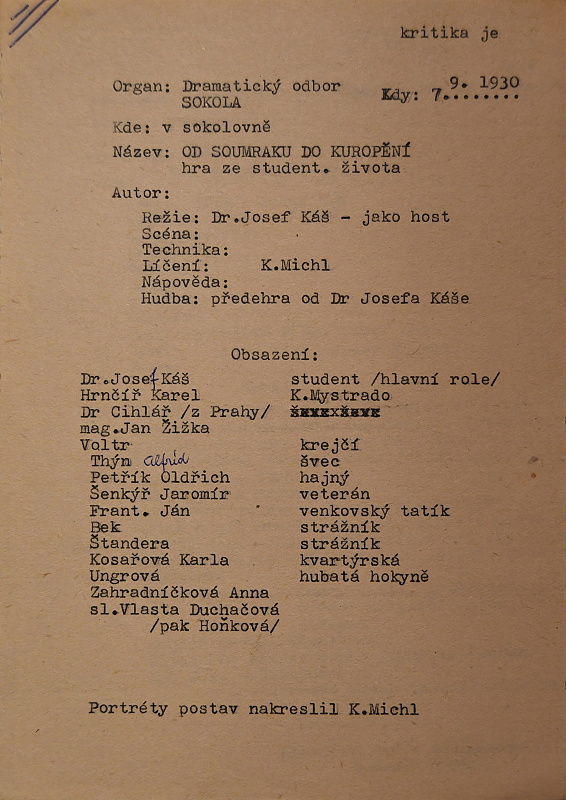 kritika je
Organ: Dramatický odbor
SOKOLA
Kdy: 7. 9. 1930
Kde: v sokolovně
Název: OD SOUMRAKU DO KUROPĚNÍ
hra ze student. života
Autor:
Režie: Dr.Josef Káš - jako host
Scéna:
Technika:
Líčení: K.Michl
Nápověda:
Hudba: předehra od Dr Josefa Káše
Obsazení:
Dr.Josef Káš student /hlavní role/
Hrnčíř Karel K.Mystrado
Dr Cihlář /z Prahy/
mag.Jan Žižka
Voltr krejčí
Thýn Alfréd švec
Petřík Oldřich hajný
Šenkýř Jaromír veterán
Frant. Ján venkovský tatík
Bek strážník
Štandera strážník
Kosařová Karla kvartýrská
Ungrová hubatá hokyně
Zahradníčková Anna
sl.Vlasta Duchačová
/pak Hoňková/
Portréty postav nakreslil K.Michl